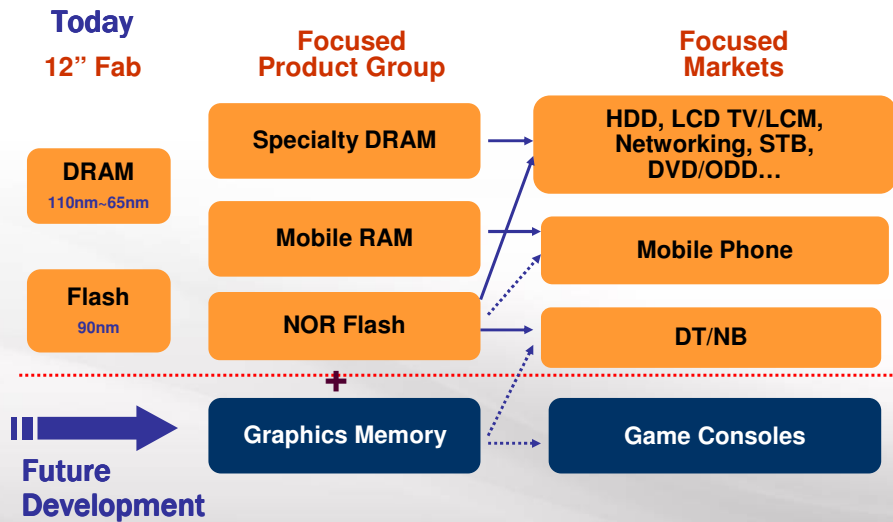 Today
12” Fab
Focused
Product Group
Focused
Markets
DRAM
110nm~65nm
Flash
90nm
Specialty DRAM
Mobile RAM
NOR Flash
HDD, LCD TV/LCM,
Networking, STB,
DVD/ODD…
Mobile Phone
DT/NB
+
Graphics Memory
Game Consoles
Future
Development